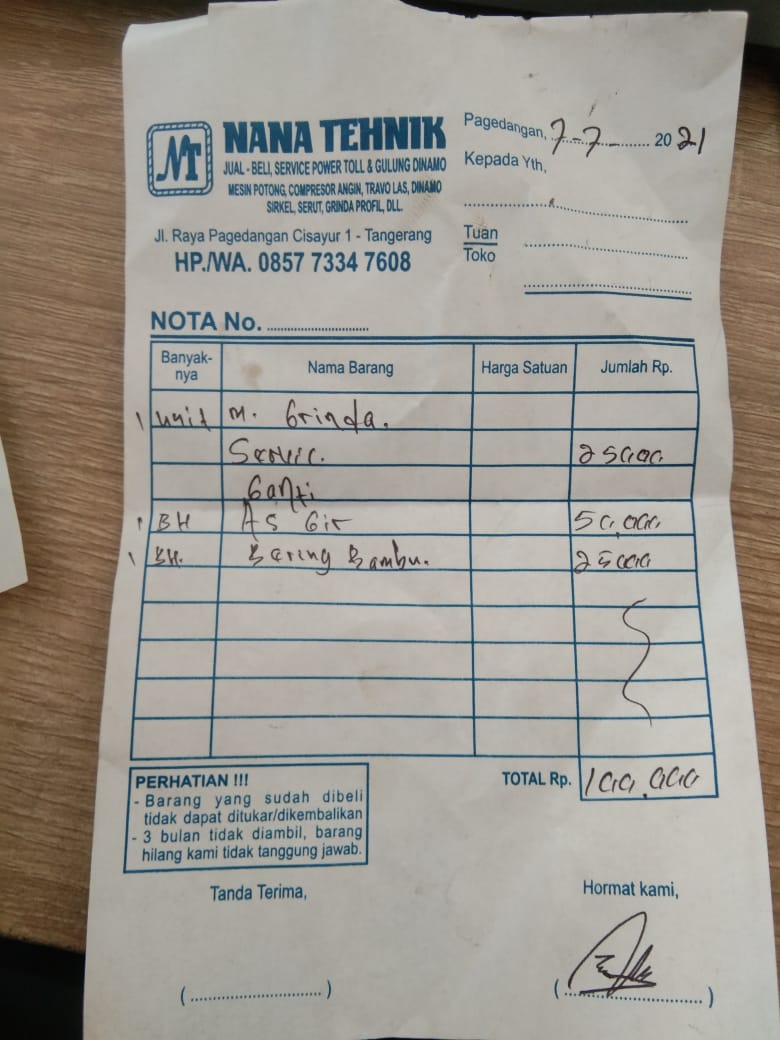 MT
NANA TEHNIK
JUAL - BELI, SERVICE POWER TOLL & GULUNG DINAMO
MESIN POTONG, COMPRESOR ANGIN, TRAVO LAS, DINAMO
SIRKEL, SERUT, GRINDA PROFIL, DLL.
Jl. Raya Pagedangan Cisayur 1 - Tangerang
HP./WA. 0857 7334 7608
Pagedangan, 7-7- 2021
Kepada Yth,
Tuan
Toko
NOTA No.
Banyak-nya Nama Barang Harga Satuan Jumlah Rp.
1 unit M. Grinda.
Servic. 25000
Ganti
1 BH As Gir 50,000
1 BH. Bering Bambu. 25000
TOTAL Rp. 100.000
PERHATIAN !!!
- Barang yang sudah dibeli
tidak dapat ditukar/dikembalikan
- 3 bulan tidak diambil, barang
hilang kami tidak tanggung jawab.
Tanda Terima,
Hormat kami,